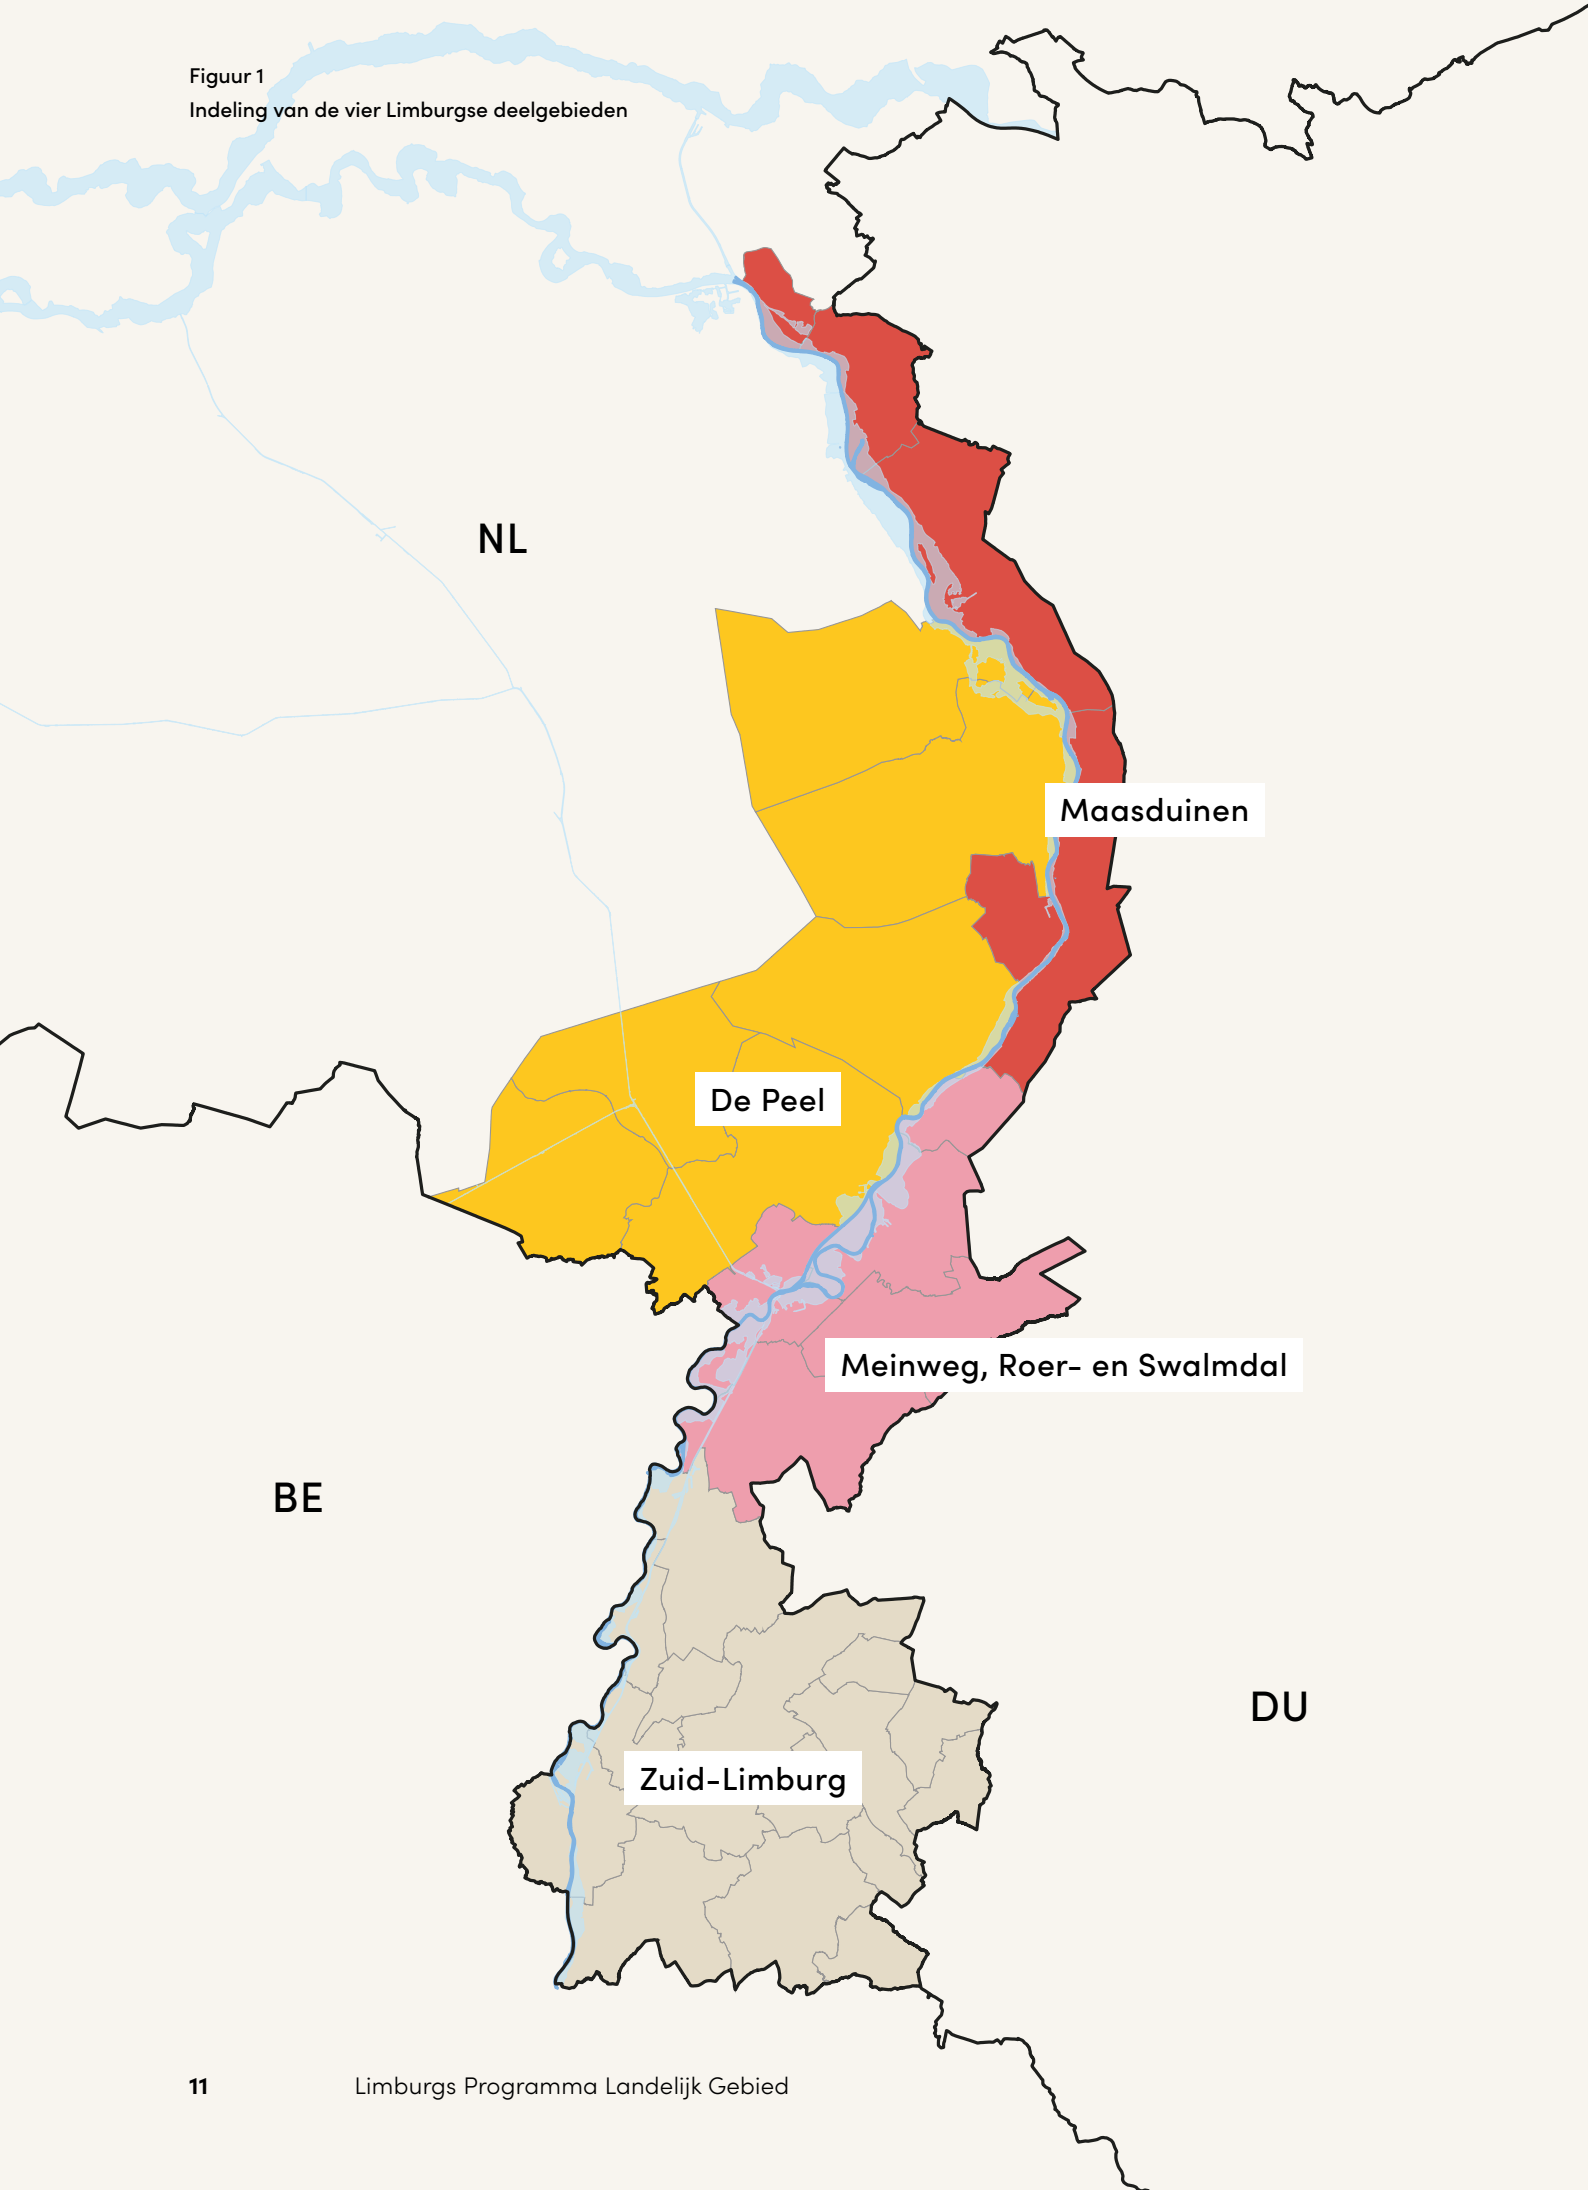 Figuur 1
Indeling van de vier Limburgse deelgebieden
NL
Maasduinen
De Peel
Meinweg, Roer- en Swalmdal
BE
DU
Zuid-Limburg
11
Limburgs Programma Landelijk Gebied